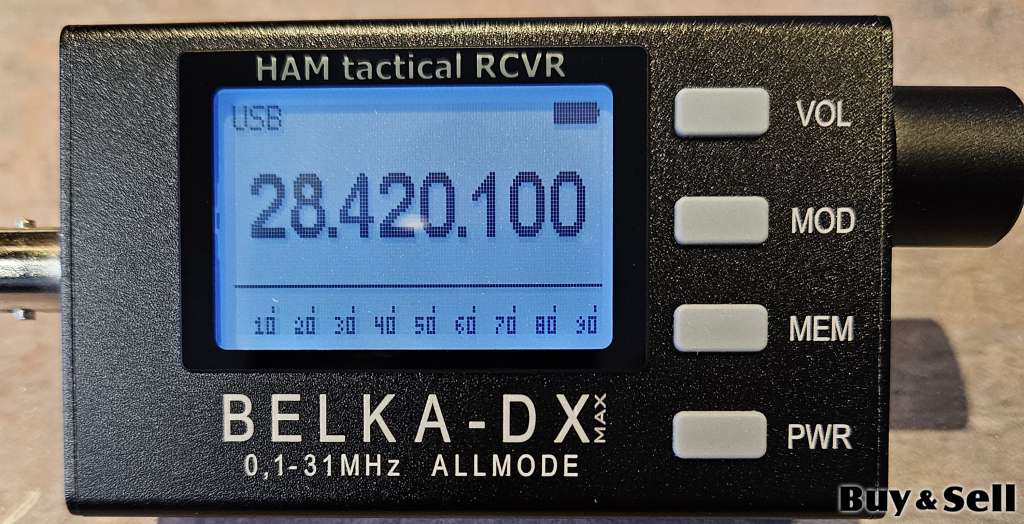 HAM tactical RCVR
USB
28.420.100
10 20 30 40 50 60 70 80 90
VOL
MOD
MEM
PWR
BELKA-DX MAX
0,1-31MHz ALLMODE
Buy & Sell